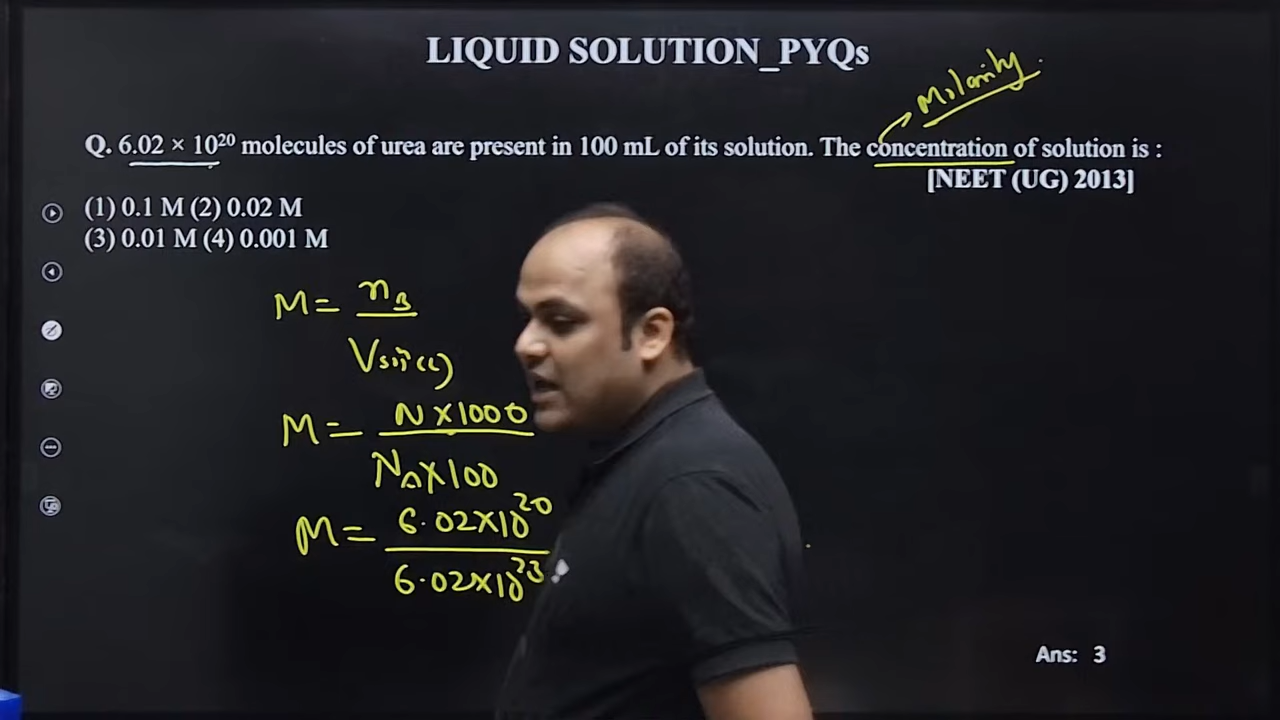 LIQUID SOLUTION_PYQs
Molarity
Q. 6.02 × 10²⁰ molecules of urea are present in 100 mL of its solution. The concentration of solution is :
[NEET (UG) 2013]
(1) 0.1 M (2) 0.02 M
(3) 0.01 M (4) 0.001 M
M = n_B / V soln (L)
M = N × 1000 / N_A × 100
M = 6.02 × 10²⁰ / 6.02 × 10²³
Ans: 3